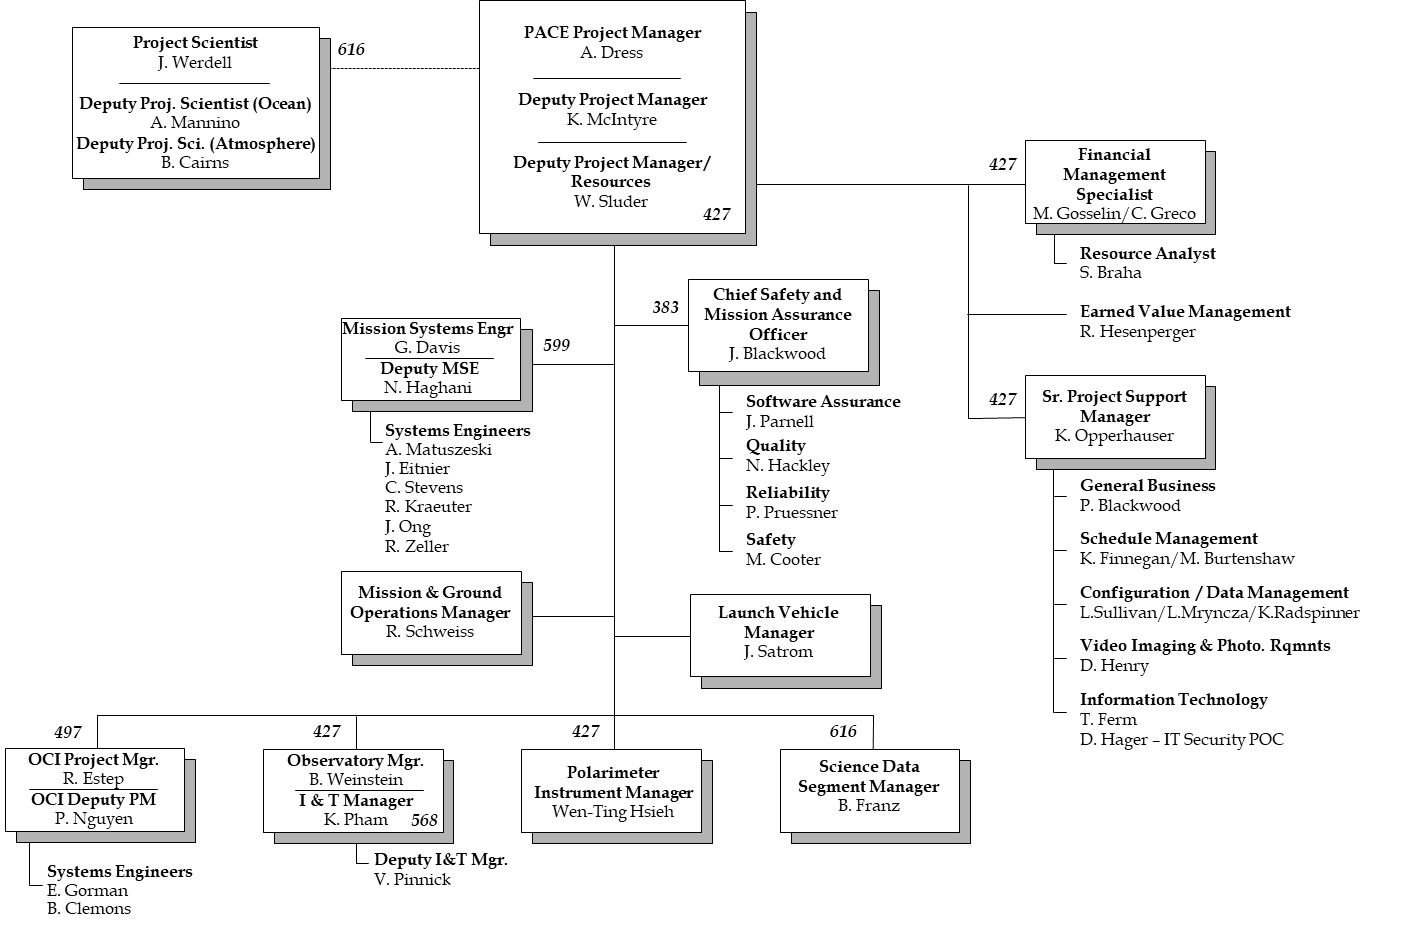 Project Scientist
J. Werdell
Deputy Proj. Scientist (Ocean)
A. Mannino
Deputy Proj. Sci. (Atmosphere)
B. Cairns
616
PACE Project Manager
A. Dress
Deputy Project Manager
K. McIntyre
Deputy Project Manager/
Resources
W. Sluder
427
427
Financial
Management
Specialist
M. Gosselin/C. Greco
Resource Analyst
S. Braha
Earned Value Management
R. Hesenperger
427
Sr. Project Support
Manager
K. Opperhauser
General Business
P. Blackwood
Schedule Management
K. Finnegan/M. Burtenshaw
Configuration / Data Management
L.Sullivan/L.Mryncza/K.Radspinner
Video Imaging & Photo. Rqmnts
D. Henry
Information Technology
T. Ferm
D. Hager – IT Security POC
383
Chief Safety and
Mission Assurance
Officer
J. Blackwood
Software Assurance
J. Parnell
Quality
N. Hackley
Reliability
P. Pruessner
Safety
M. Cooter
Mission Systems Engr
G. Davis
Deputy MSE
N. Haghani
599
Systems Engineers
A. Matuszeski
J. Eitnier
C. Stevens
R. Kraeuter
J. Ong
R. Zeller
Mission & Ground
Operations Manager
R. Schweiss
Launch Vehicle
Manager
J. Satrom
497
OCI Project Mgr.
R. Estep
OCI Deputy PM
P. Nguyen
Systems Engineers
E. Gorman
B. Clemons
427
Observatory Mgr.
B. Weinstein
I & T Manager
K. Pham 568
Deputy I&T Mgr.
V. Pinnick
427
Polarimeter
Instrument Manager
Wen-Ting Hsieh
616
Science Data
Segment Manager
B. Franz